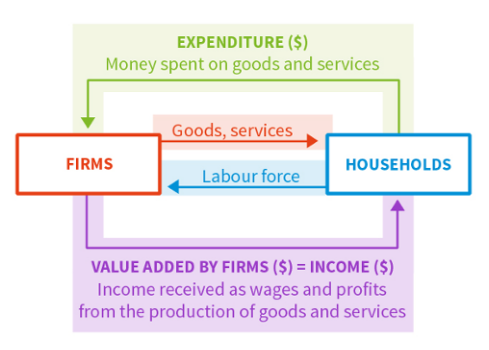 EXPENDITURE ($)
Money spent on goods and services
Goods, services
FIRMS
HOUSEHOLDS
Labour force
VALUE ADDED BY FIRMS ($) = INCOME ($)
Income received as wages and profits
from the production of goods and services